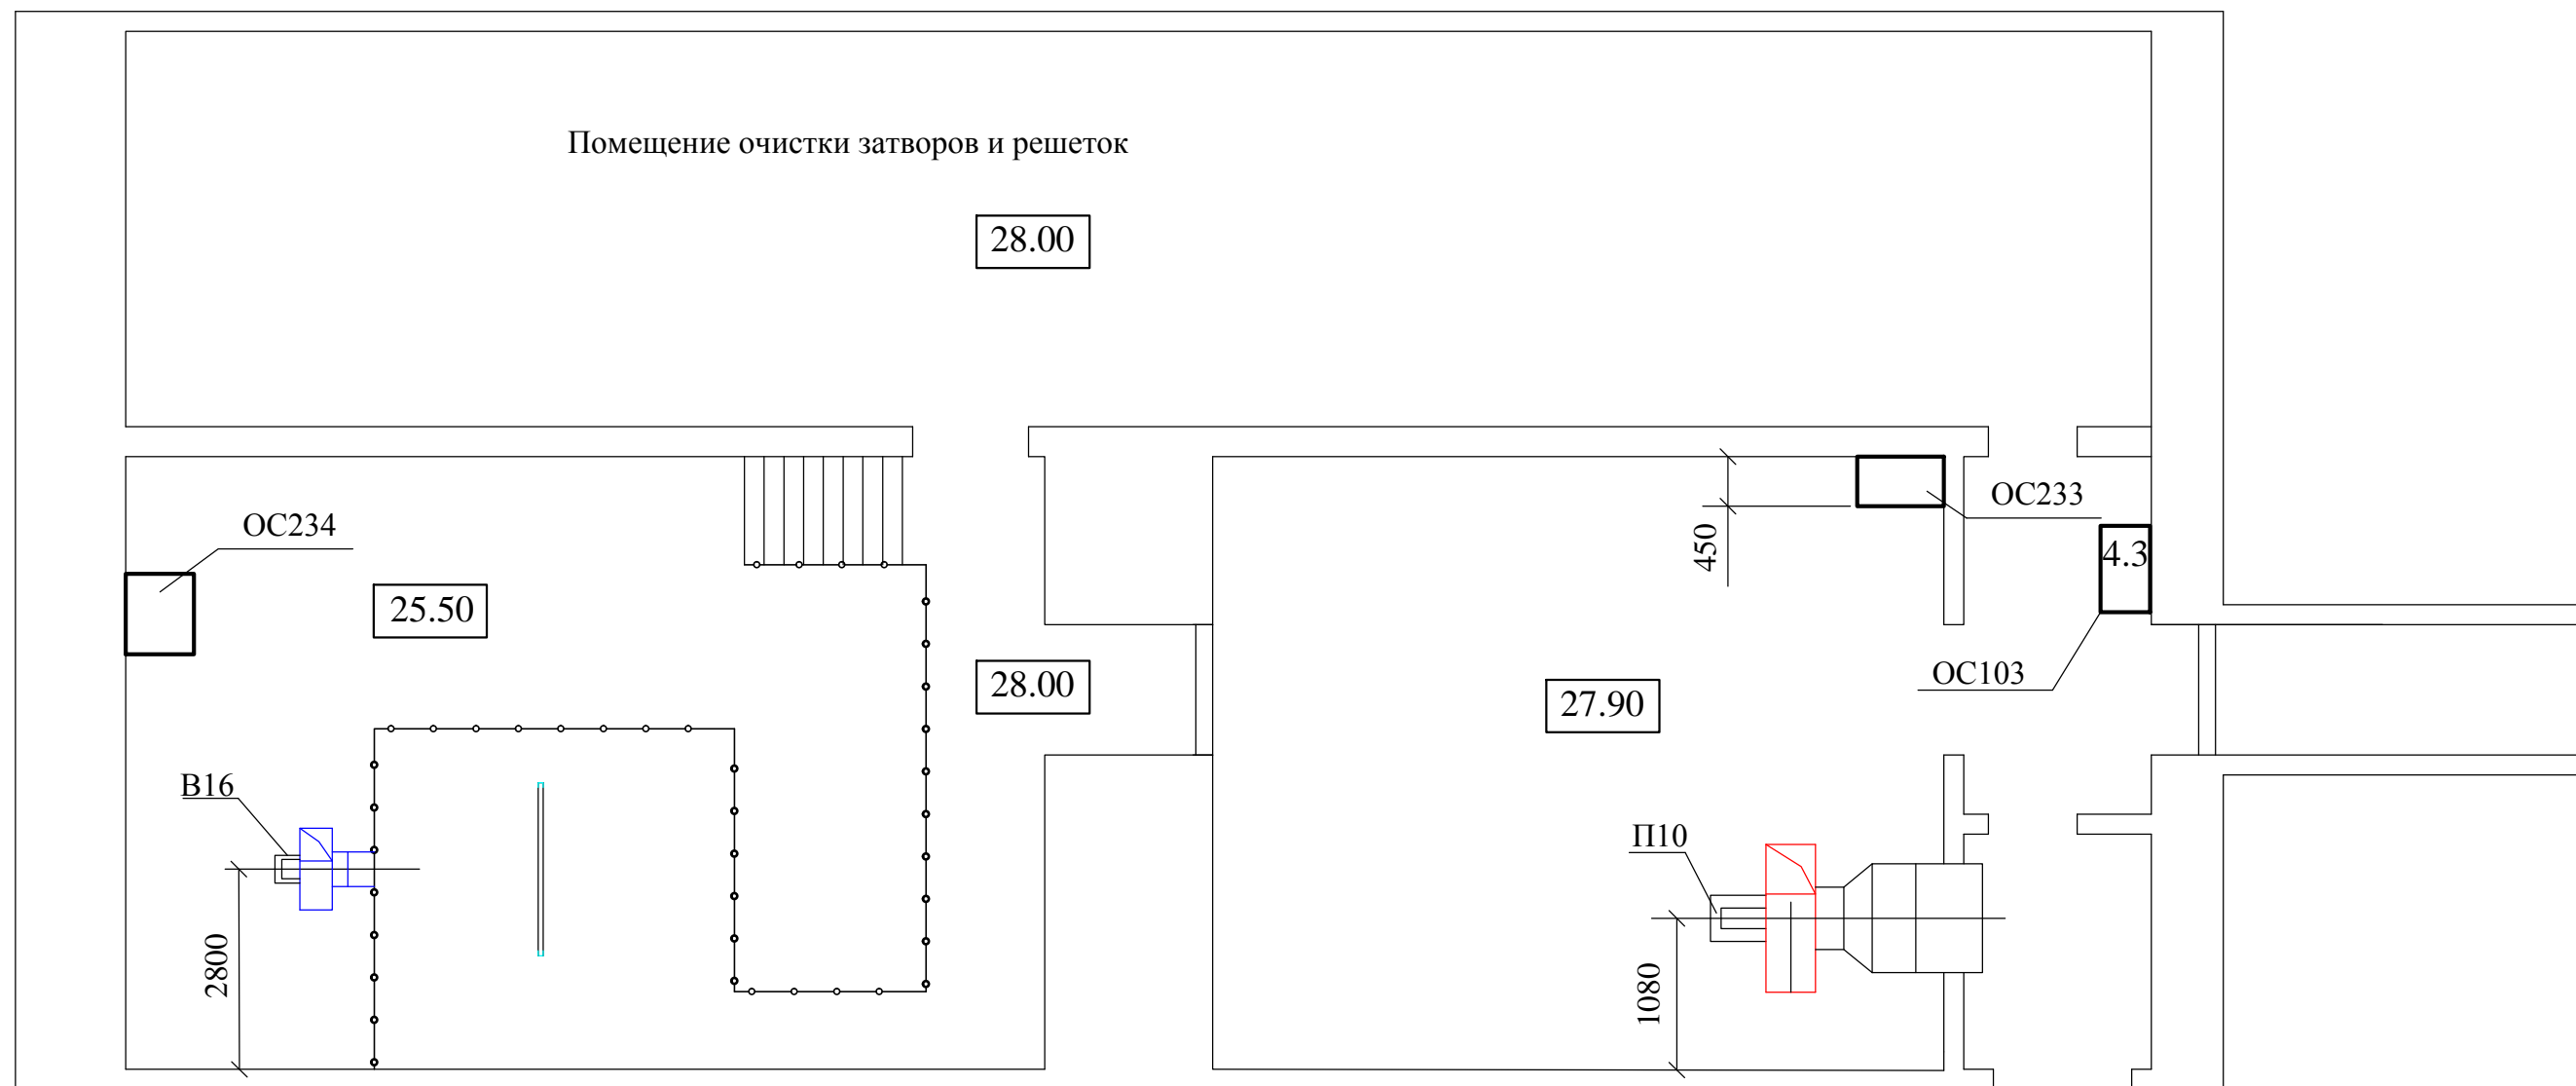 Помещение очистки затворов и решеток
28.00
ОС234
25.50
28.00
В16
2800
450
ОС233
4.3
ОС103
27.90
П10
1080